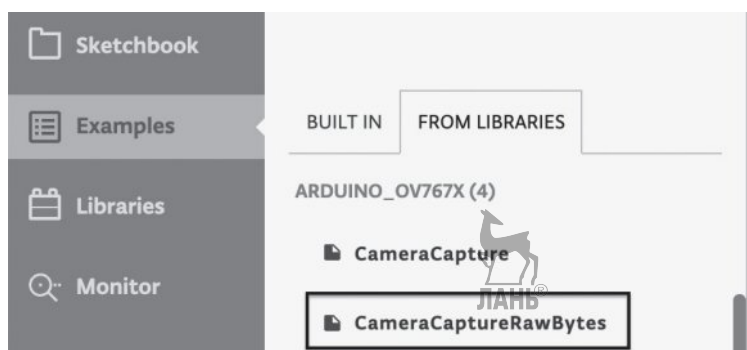 Sketchbook
Examples
Libraries
Monitor
BUILT IN
FROM LIBRARIES
ARDUINO_OV767X (4)
CameraCapture
ЛАНЬ®
CameraCaptureRawBytes